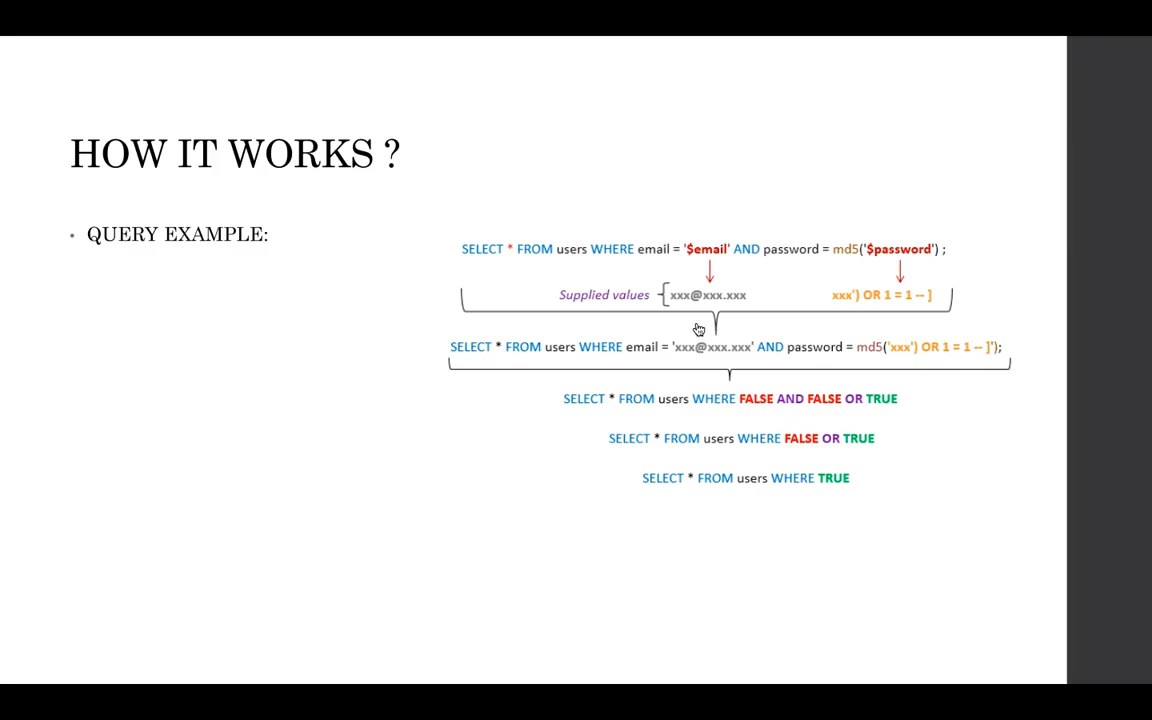 HOW IT WORKS ?
• QUERY EXAMPLE:
SELECT * FROM users WHERE email = '$email' AND password = md5('$password') ;
Supplied values xxx@xxx.xxx xxx') OR 1 = 1 -- ]
SELECT * FROM users WHERE email = 'xxx@xxx.xxx' AND password = md5('xxx') OR 1 = 1 -- ]');
SELECT * FROM users WHERE FALSE AND FALSE OR TRUE
SELECT * FROM users WHERE FALSE OR TRUE
SELECT * FROM users WHERE TRUE